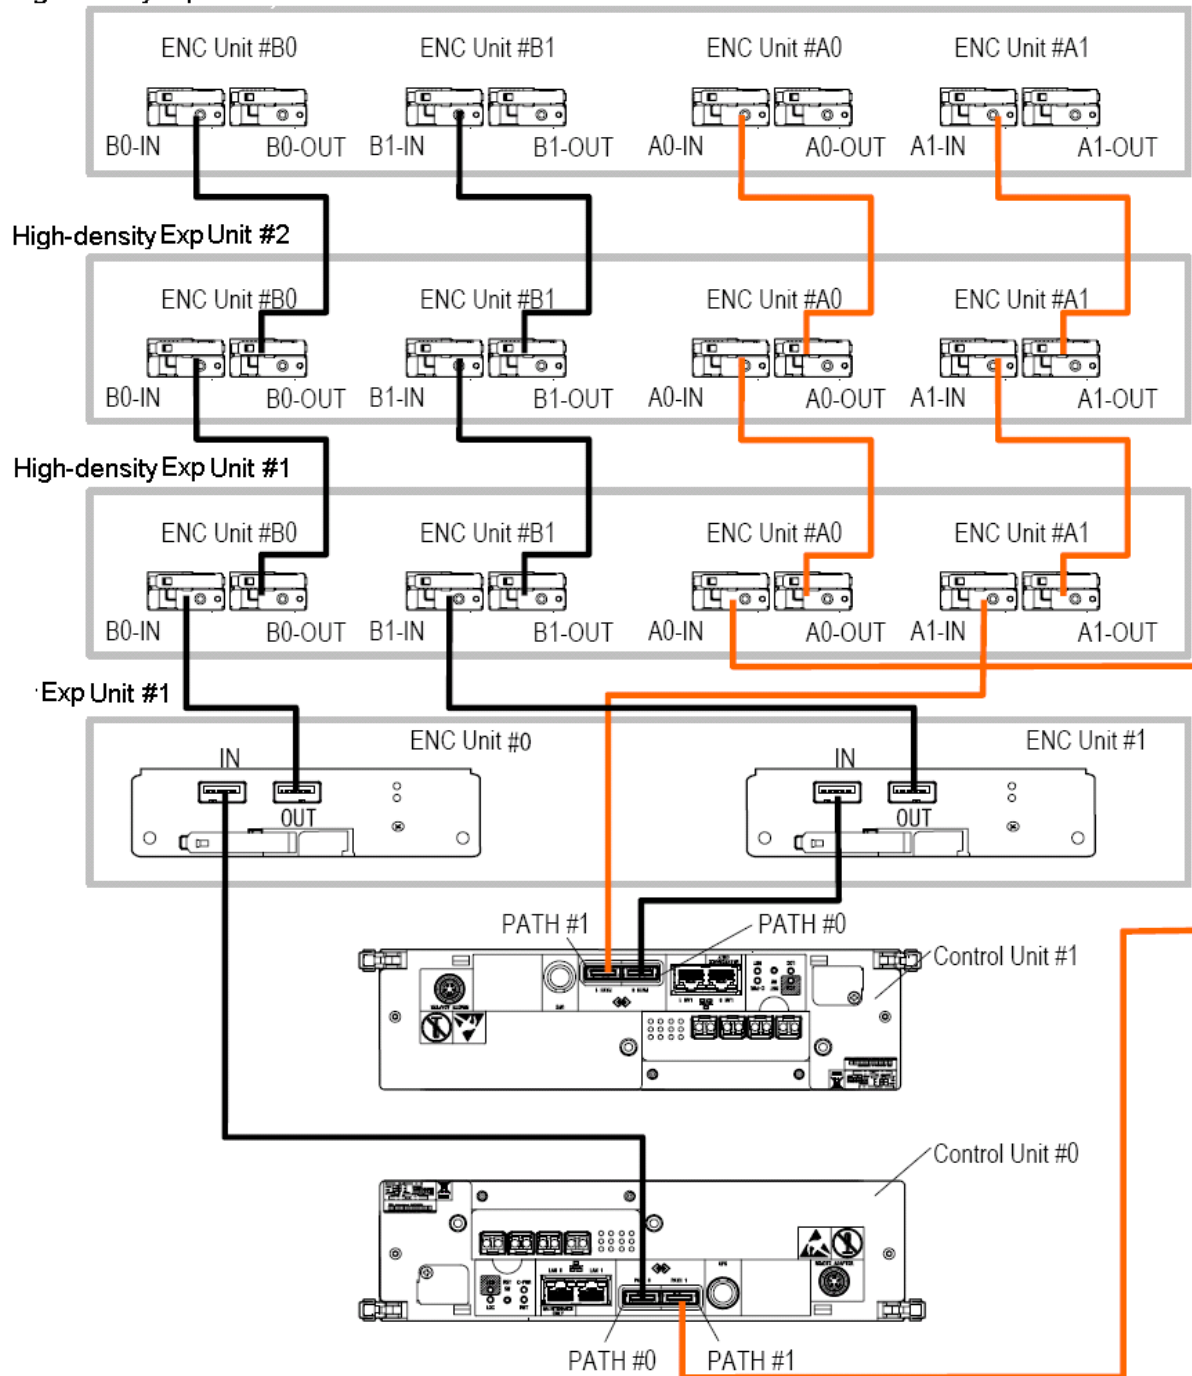 ENC Unit #B0 ENC Unit #B1 ENC Unit #A0 ENC Unit #A1
B0-IN B0-OUT B1-IN B1-OUT A0-IN A0-OUT A1-IN A1-OUT
High-density Exp Unit #2
ENC Unit #B0 ENC Unit #B1 ENC Unit #A0 ENC Unit #A1
B0-IN B0-OUT B1-IN B1-OUT A0-IN A0-OUT A1-IN A1-OUT
High-density Exp Unit #1
ENC Unit #B0 ENC Unit #B1 ENC Unit #A0 ENC Unit #A1
B0-IN B0-OUT B1-IN B1-OUT A0-IN A0-OUT A1-IN A1-OUT
Exp Unit #1
ENC Unit #0 ENC Unit #1
IN IN
OUT OUT
PATH #1 PATH #0
Control Unit #1
Control Unit #0
LAN 0 LAN 1
PATH #0 PATH #1